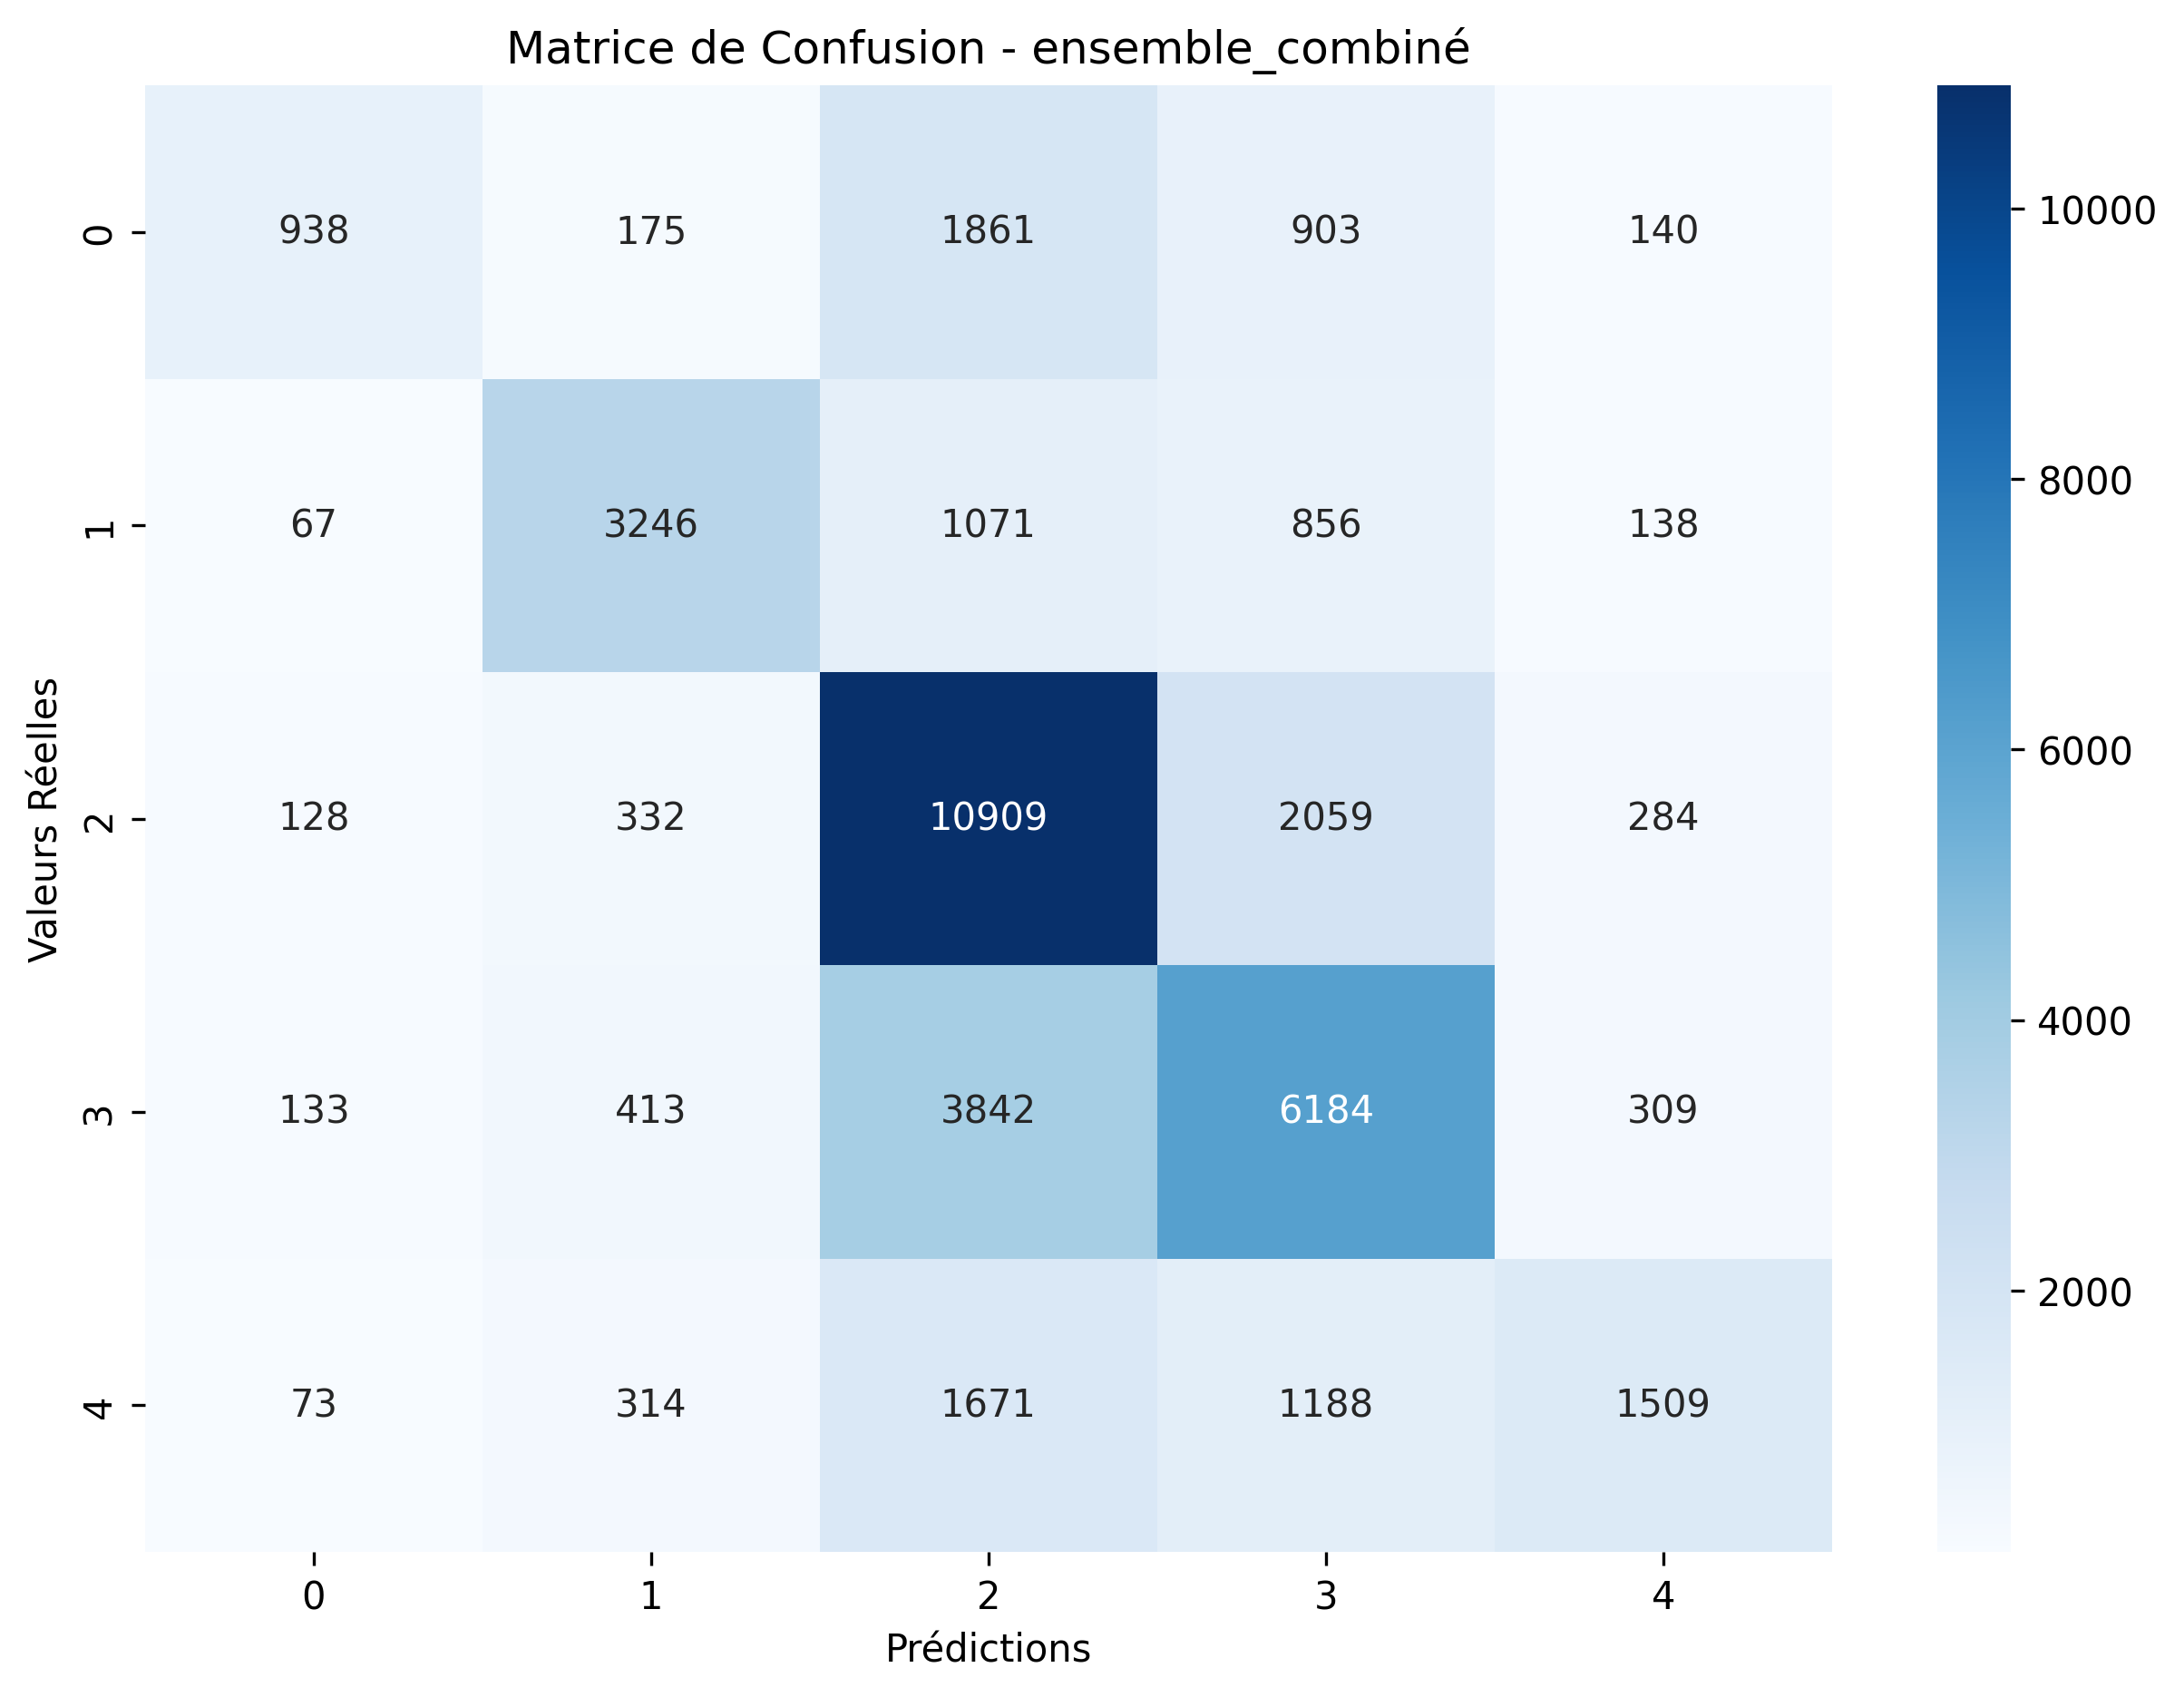 Matrice de Confusion - ensemble_combiné
Valeurs Réelles
0 938 175 1861 903 140
1 67 3246 1071 856 138
2 128 332 10909 2059 284
3 133 413 3842 6184 309
4 73 314 1671 1188 1509
0 1 2 3 4
Prédictions
10000
8000
6000
4000
2000